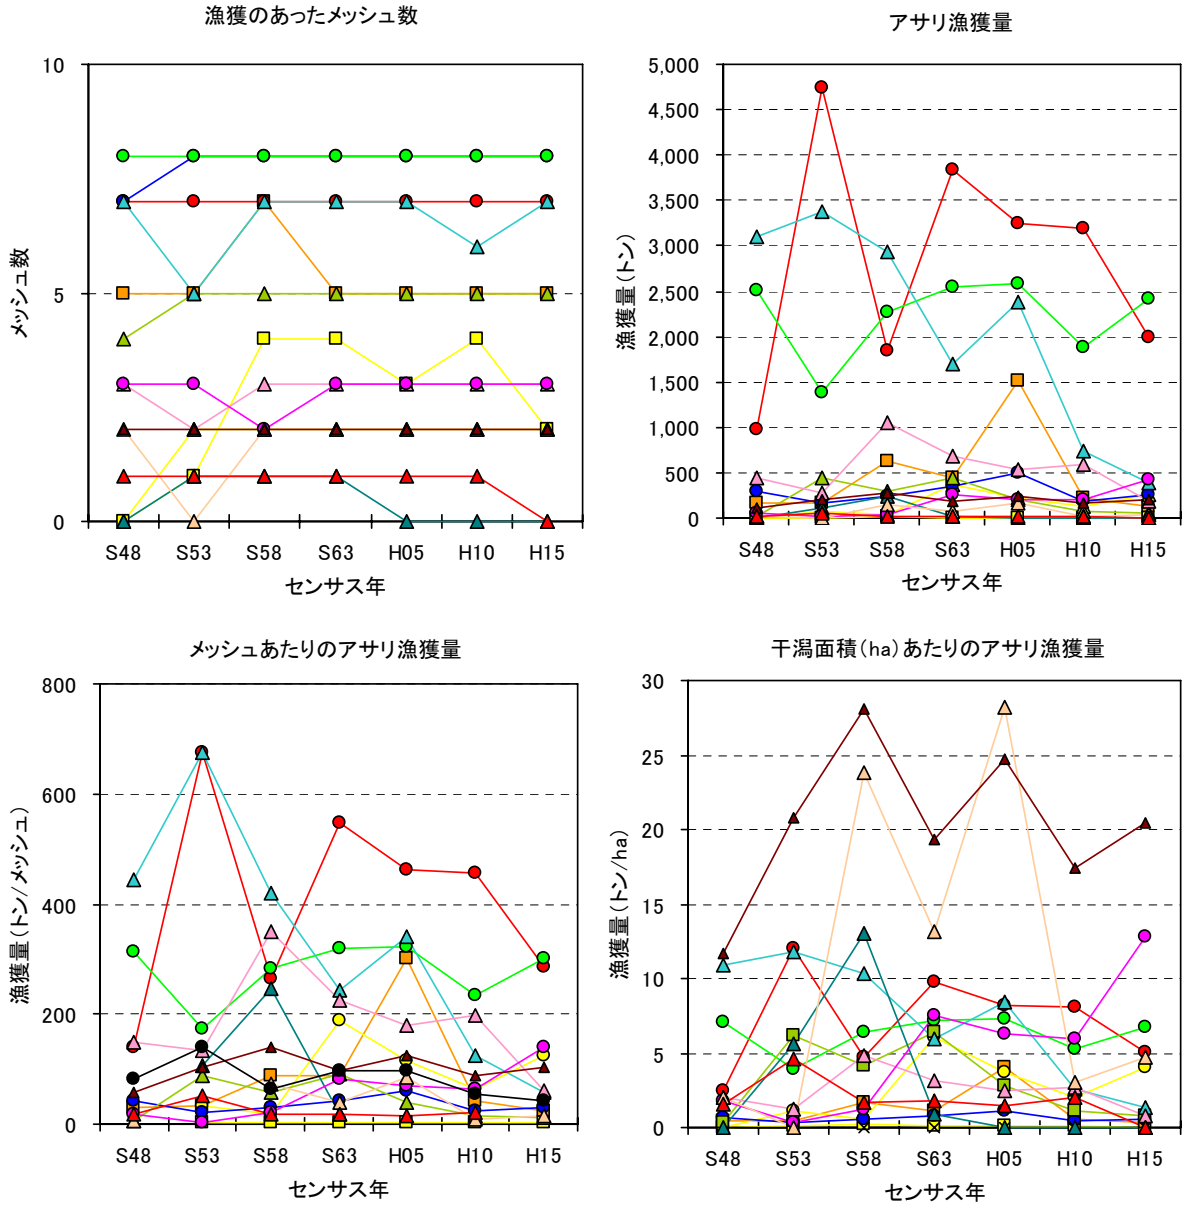 漁獲のあったメッシュ数
10
5
0
メッシュ数
S48 S53 S58 S63 H05 H10 H15
センサス年
アサリ漁獲量
5,000
4,500
4,000
3,500
3,000
2,500
2,000
1,500
1,000
500
0
漁獲量(トン)
S48 S53 S58 S63 H05 H10 H15
センサス年
メッシュあたりのアサリ漁獲量
800
600
400
200
0
漁獲量(トン/メッシュ)
S48 S53 S58 S63 H05 H10 H15
センサス年
干潟面積(ha)あたりのアサリ漁獲量
30
25
20
15
10
5
0
漁獲量(トン/ha)
S48 S53 S58 S63 H05 H10 H15
センサス年